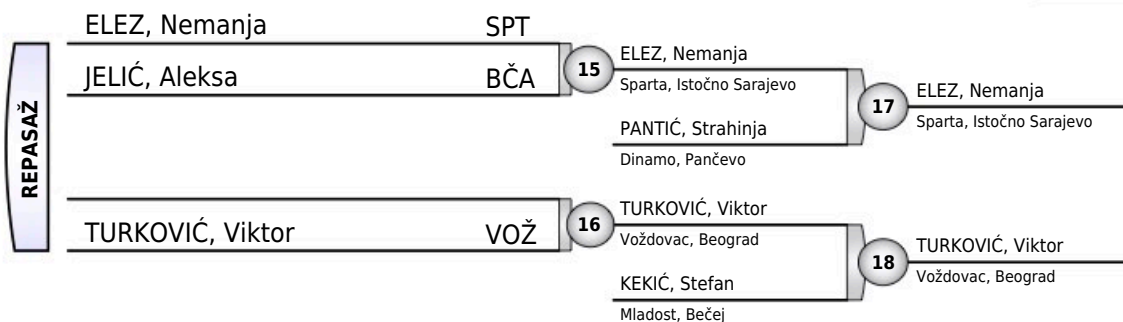 REPASAŽ
ELEZ, Nemanja SPT
JELIĆ, Aleksa BČA
15
ELEZ, Nemanja
Sparta, Istočno Sarajevo
PANTIĆ, Strahinja
Dinamo, Pančevo
17
ELEZ, Nemanja
Sparta, Istočno Sarajevo
TURKOVIĆ, Viktor VOŽ
16
TURKOVIĆ, Viktor
Voždovac, Beograd
KEKIĆ, Stefan
Mladost, Bečej
18
TURKOVIĆ, Viktor
Voždovac, Beograd